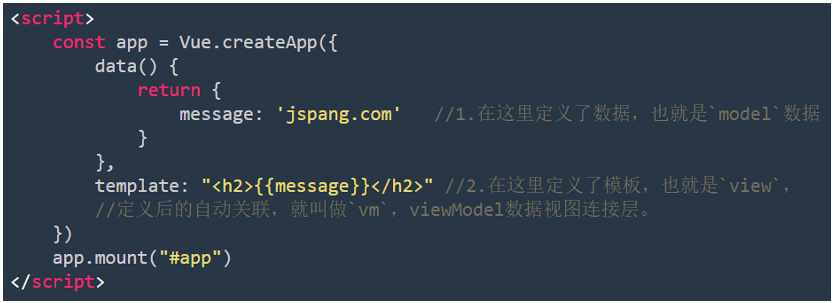 <script>
    const app = Vue.createApp({
        data() {
            return {
                message: 'jspang.com'   //1.在这里定义了数据，也就是`model`数据
            }
        },
        template: "<h2>{{message}}</h2>" //2.在这里定义了模板，也就是`view`，
        //定义后的自动关联，就叫做`vm`，viewModel数据视图连接层。
    })
    app.mount("#app")
</script>